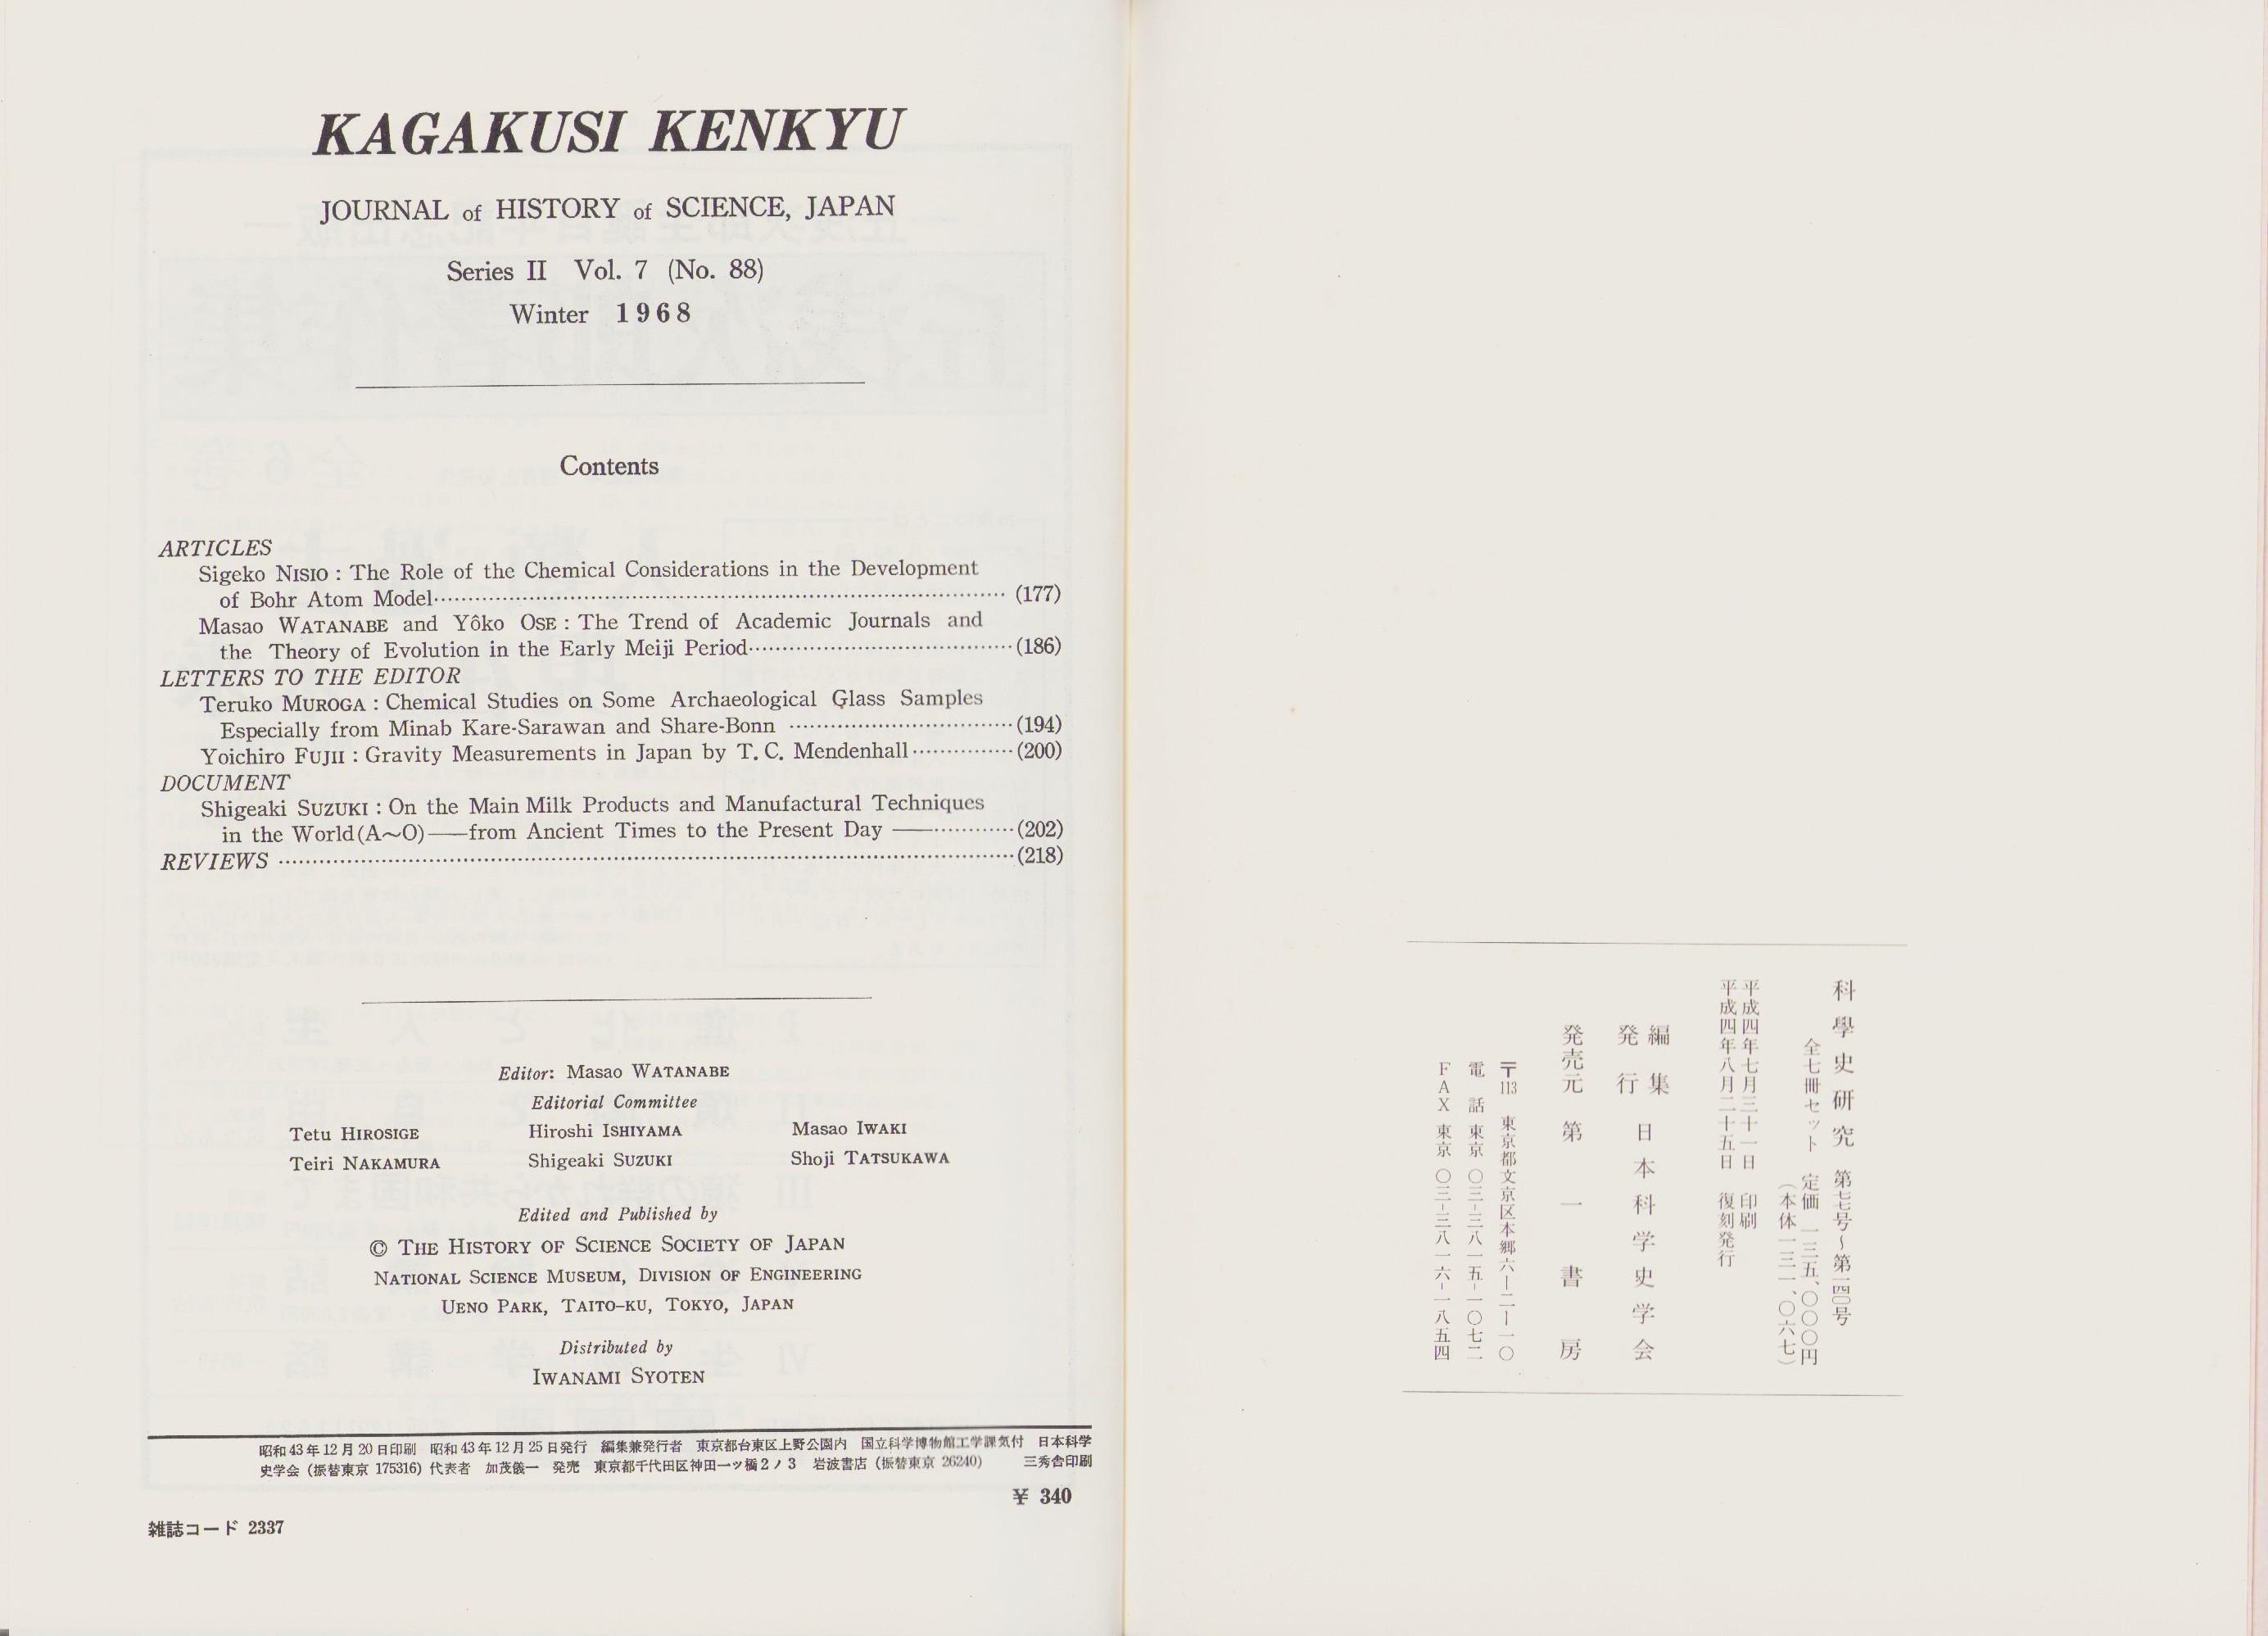 KAGAKUSI KENKYU
JOURNAL of HISTORY of SCIENCE, JAPAN
Series II Vol. 7 (No. 88)
Winter 1968
Contents
ARTICLES
Sigeko NISIO : The Role of the Chemical Considerations in the Development
of Bohr Atom Model ………… (177)
Masao WATANABE and Yôko OSE : The Trend of Academic Journals and
the Theory of Evolution in the Early Meiji Period ………… (186)
LETTERS TO THE EDITOR
Teruko MUROGA : Chemical Studies on Some Archaeological Glass Samples
Especially from Minab Kare-Sarawan and Share-Bonn ………… (194)
Yoichiro FUJII : Gravity Measurements in Japan by T. C. Mendenhall ………… (200)
DOCUMENT
Shigeaki SUZUKI : On the Main Milk Products and Manufactural Techniques
in the World (A~O)——from Ancient Times to the Present Day —— ………… (202)
REVIEWS ………… (218)
Editor: Masao WATANABE
Editorial Committee
Tetu HIROSIGE Hiroshi ISHIYAMA Masao IWAKI
Teiri NAKAMURA Shigeaki SUZUKI Shoji TATSUKAWA
Edited and Published by
© THE HISTORY OF SCIENCE SOCIETY OF JAPAN
NATIONAL SCIENCE MUSEUM, DIVISION OF ENGINEERING
UENO PARK, TAITO-KU, TOKYO, JAPAN
Distributed by
IWANAMI SYOTEN
昭和43年12月20日印刷 昭和43年12月25日発行 編集兼発行者 東京都台東区上野公園内 国立科学博物館工学課気付 日本科学
史学会 (振替東京 175316) 代表者 加茂儀一 発売 東京都千代田区神田一ツ橋2ノ3 岩波書店 (振替東京 26240) 三秀舎印刷
¥ 340
雑誌コード 2337
科學史研究 第七七号〜第一四〇号
全七冊セット 定価 一三五、〇〇〇円
（本体一三一、〇六七）
平成四年七月三十一日 印刷
平成四年八月二十五日 復刻発行
編集
発行 日本科学史学会
発売元 第一書房
〒113 東京都文京区本郷六ー二ー一〇
電話 東京 〇三-三八一五-一〇七二
FAX 東京 〇三-三八一六-一八五四